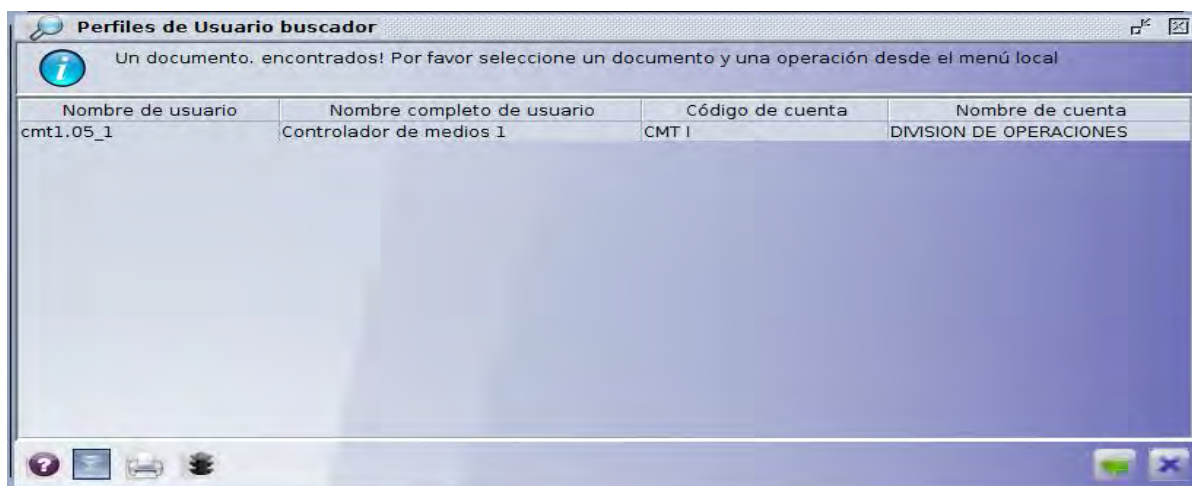 Perfiles de Usuario buscador
Un documento. encontrados! Por favor seleccione un documento y una operación desde el menú local
Nombre de usuario Nombre completo de usuario Código de cuenta Nombre de cuenta
cmt1.05_1 Controlador de medios 1 CMT I DIVISION DE OPERACIONES